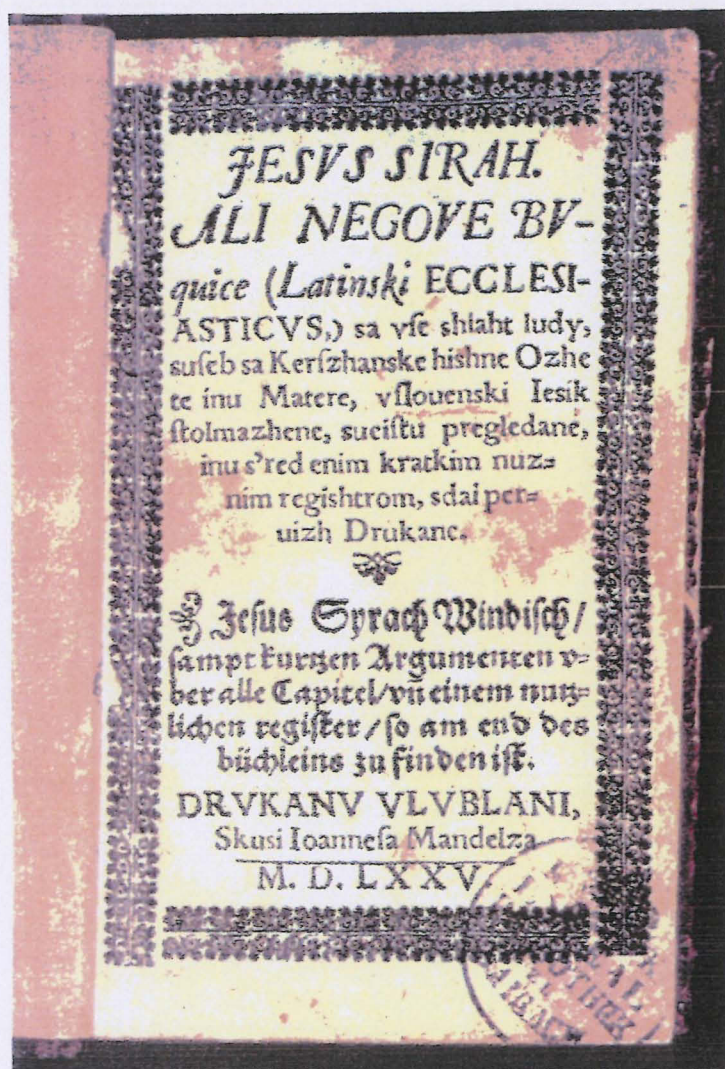 JESVS SIRAH.
ALI NEGOVE BV-
quice (Latinski ECCLESI-
ASTICVS,) sa vſe shlaht ludy,
suſeb sa Kerſzhanske hishne Ozhe
te inu Matere, vſlouenski Iesik
ſtolmazhene, sueiſtu pregledane,
inu s'red enim kratkim nuz⸗
nim regishtrom, sdai per⸗
uizh Drukane.
Jeſus Syrach Windiſch/
ſampt kurtzen Argumenten v⸗
ber alle Capitel/vñ einem nutz⸗
lichen regiſter/ſo am end des
büchleins zu finden iſt.
DRVKANV VLVBLANI,
Skusi Ioanneſa Mandelza
M. D. LXXV